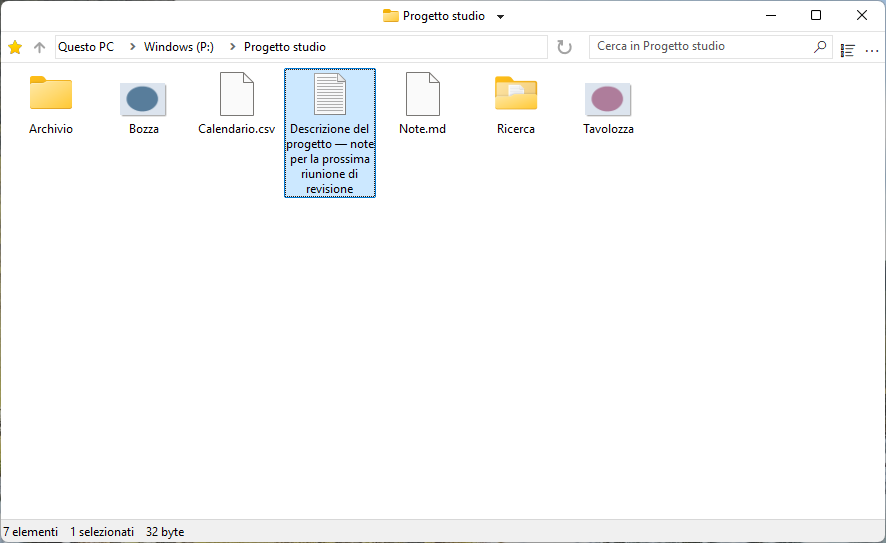 Progetto studio
Questo PC > Windows (P:) > Progetto studio
Cerca in Progetto studio
Archivio
Bozza
Calendario.csv
Descrizione del
progetto — note
per la prossima
riunione di
revisione
Note.md
Ricerca
Tavolozza
7 elementi 1 selezionati 32 byte